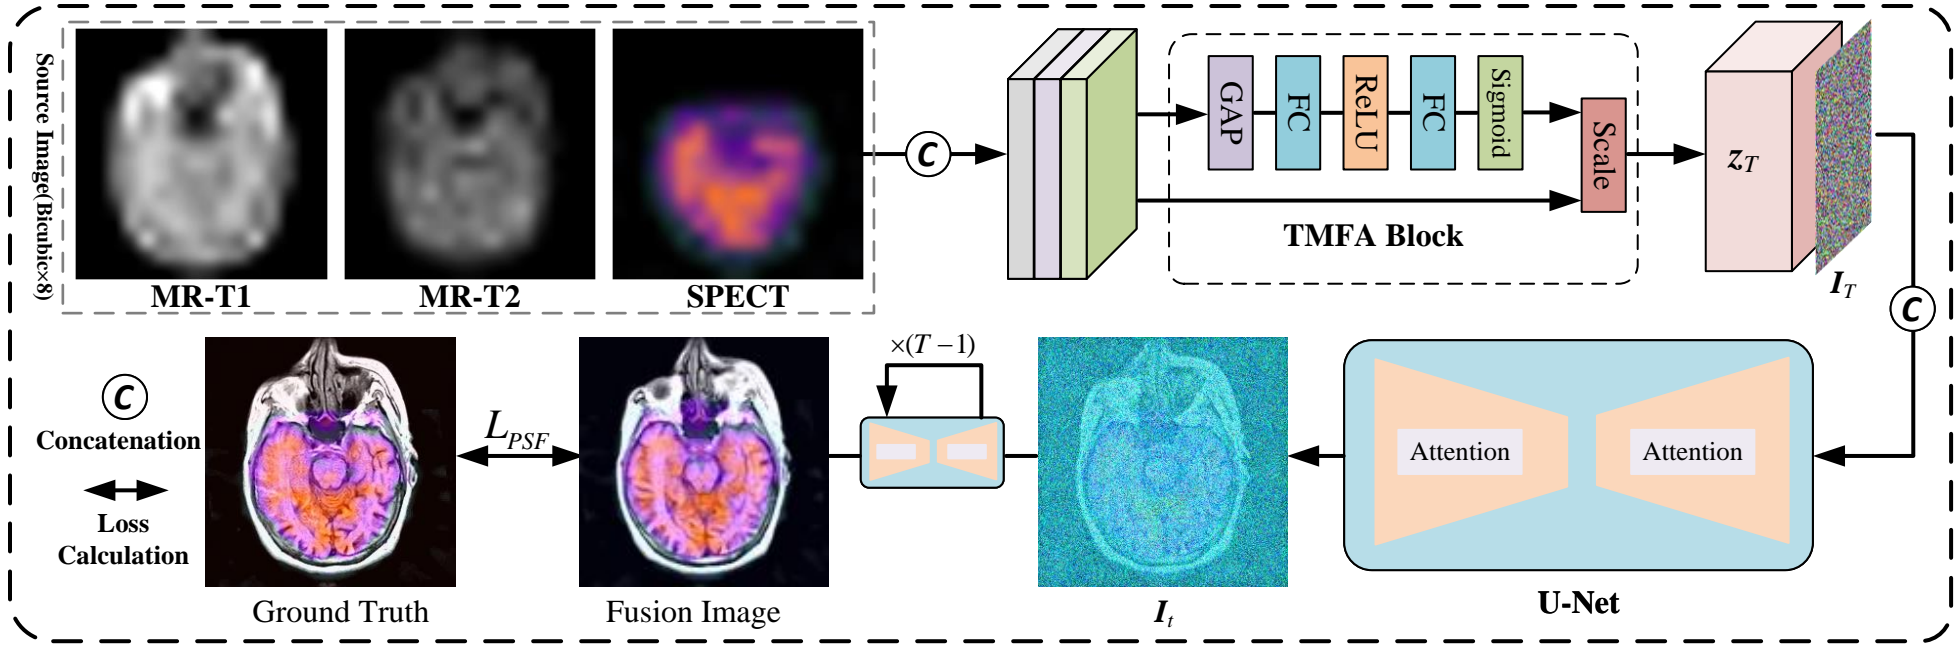 Source Image(Bicubic×8)
MR-T1
MR-T2
SPECT
C
GAP
FC
ReLU
FC
Sigmoid
Scale
TMFA Block
z_T
I_T
C
C
Concatenation
Loss
Calculation
Ground Truth
L_PSF
Fusion Image
×(T−1)
I_t
Attention
Attention
U-Net